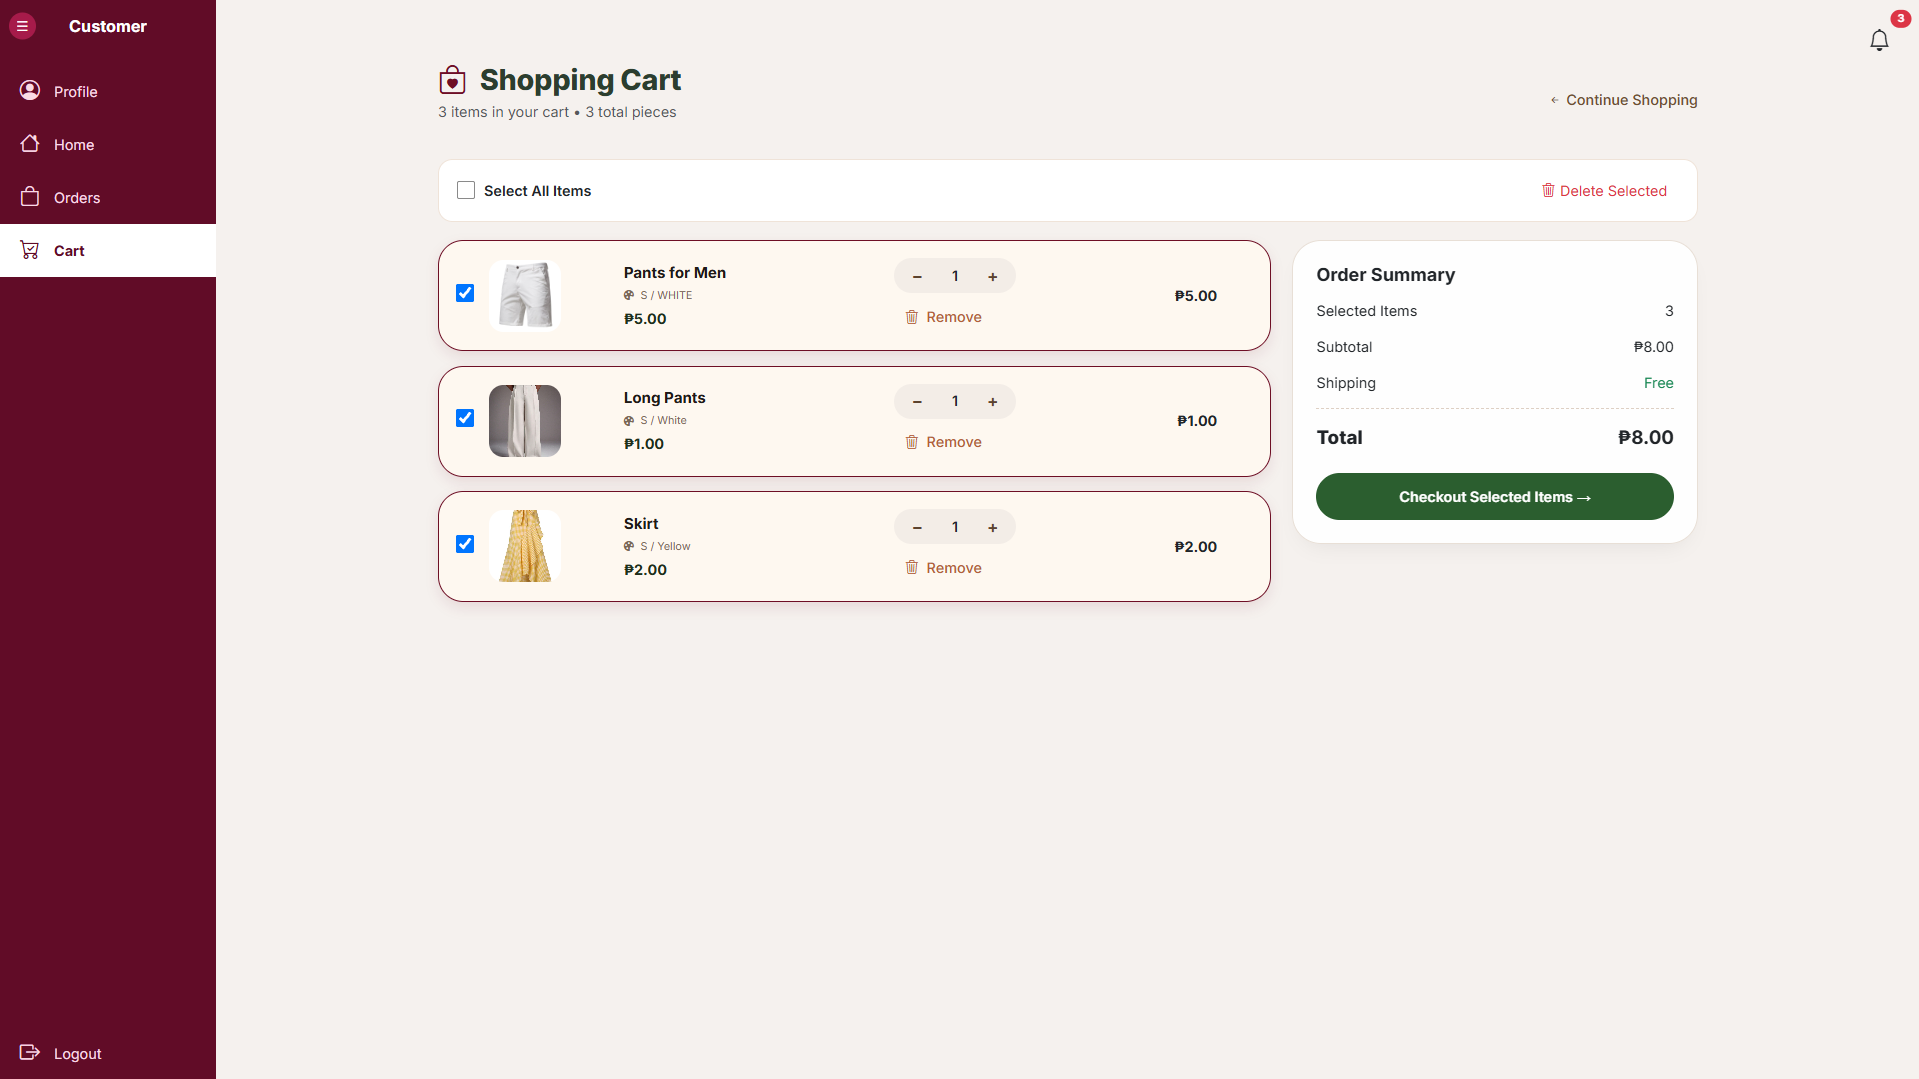 Customer
3
Profile
Home
Orders
Cart
Logout
Shopping Cart
3 items in your cart • 3 total pieces
← Continue Shopping
Select All Items
Delete Selected
Pants for Men
S / WHITE
₱5.00
− 1 +
Remove
₱5.00
Long Pants
S / White
₱1.00
− 1 +
Remove
₱1.00
Skirt
S / Yellow
₱2.00
− 1 +
Remove
₱2.00
Order Summary
Selected Items 3
Subtotal ₱8.00
Shipping Free
Total ₱8.00
Checkout Selected Items →